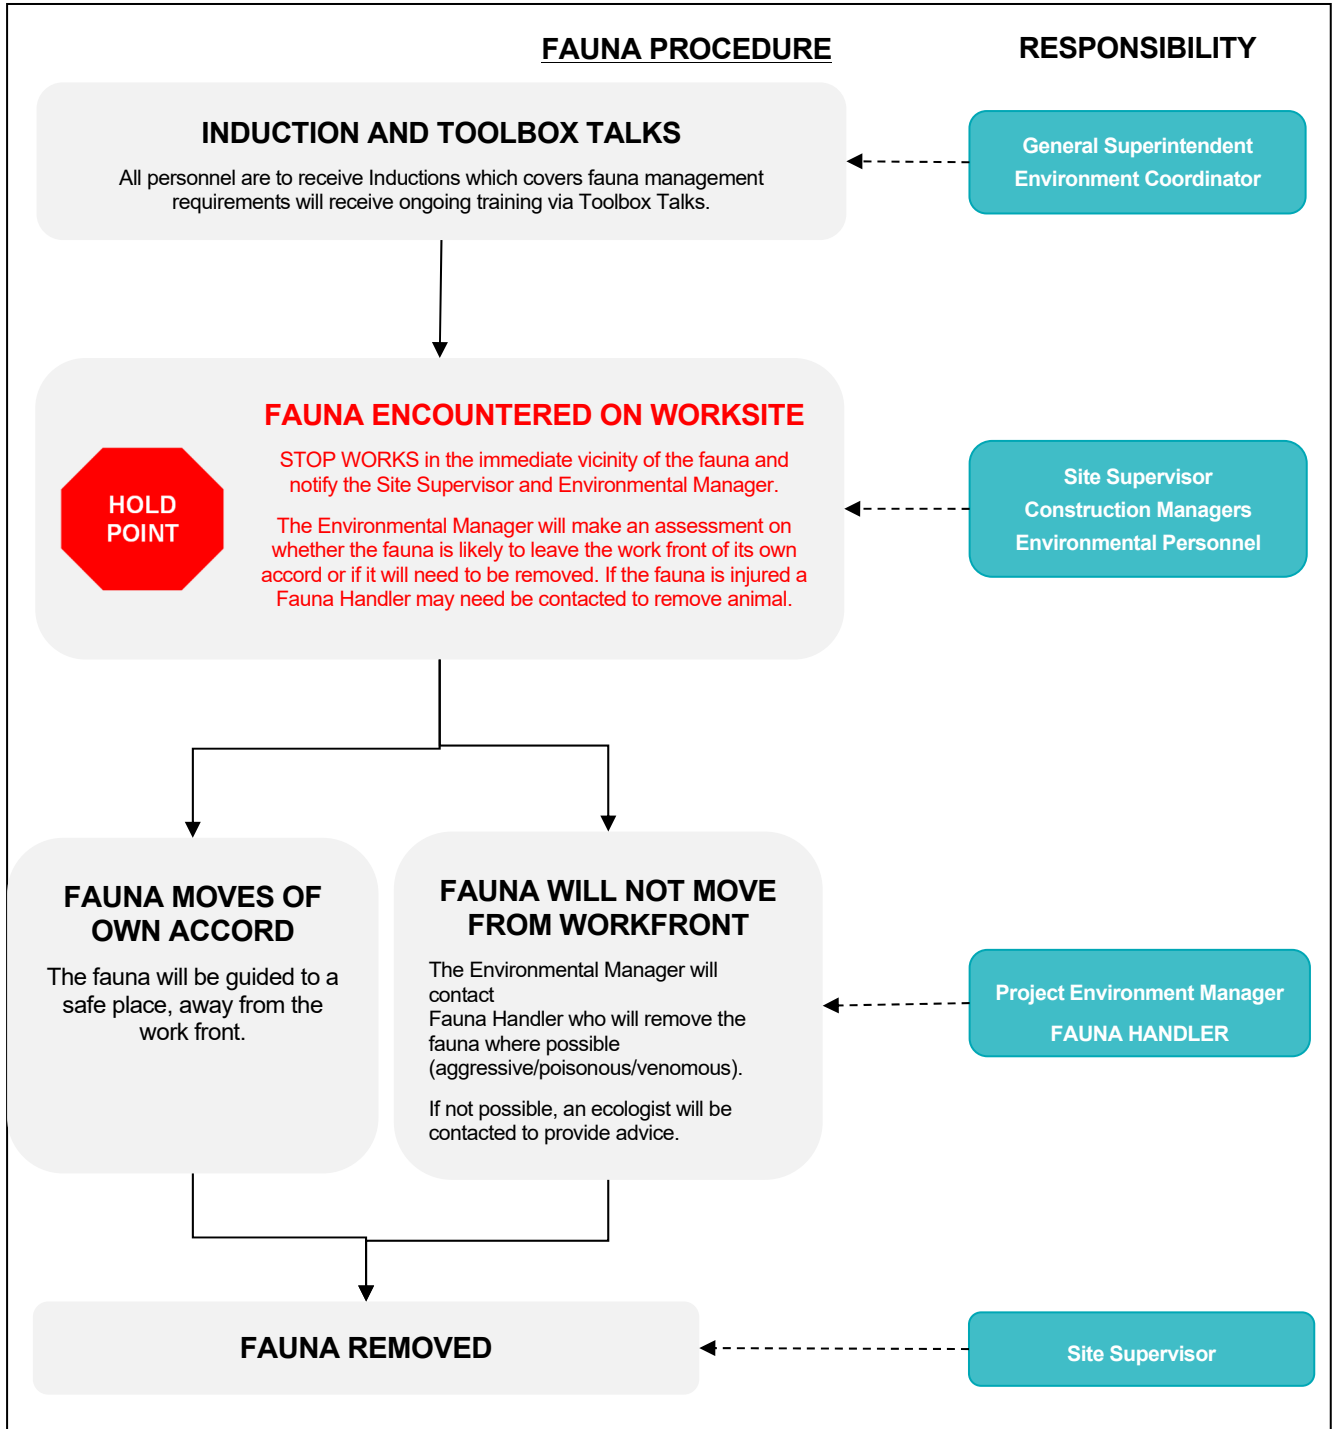 FAUNA PROCEDURE
RESPONSIBILITY
INDUCTION AND TOOLBOX TALKS
All personnel are to receive Inductions which covers fauna management
requirements will receive ongoing training via Toolbox Talks.
General Superintendent
Environment Coordinator
HOLD
POINT
FAUNA ENCOUNTERED ON WORKSITE
STOP WORKS in the immediate vicinity of the fauna and
notify the Site Supervisor and Environmental Manager.
The Environmental Manager will make an assessment on
whether the fauna is likely to leave the work front of its own
accord or if it will need to be removed. If the fauna is injured a
Fauna Handler may need be contacted to remove animal.
Site Supervisor
Construction Managers
Environmental Personnel
FAUNA MOVES OF
OWN ACCORD
The fauna will be guided to a
safe place, away from the
work front.
FAUNA WILL NOT MOVE
FROM WORKFRONT
The Environmental Manager will
contact
Fauna Handler who will remove the
fauna where possible
(aggressive/poisonous/venomous).
If not possible, an ecologist will be
contacted to provide advice.
Project Environment Manager
FAUNA HANDLER
FAUNA REMOVED
Site Supervisor